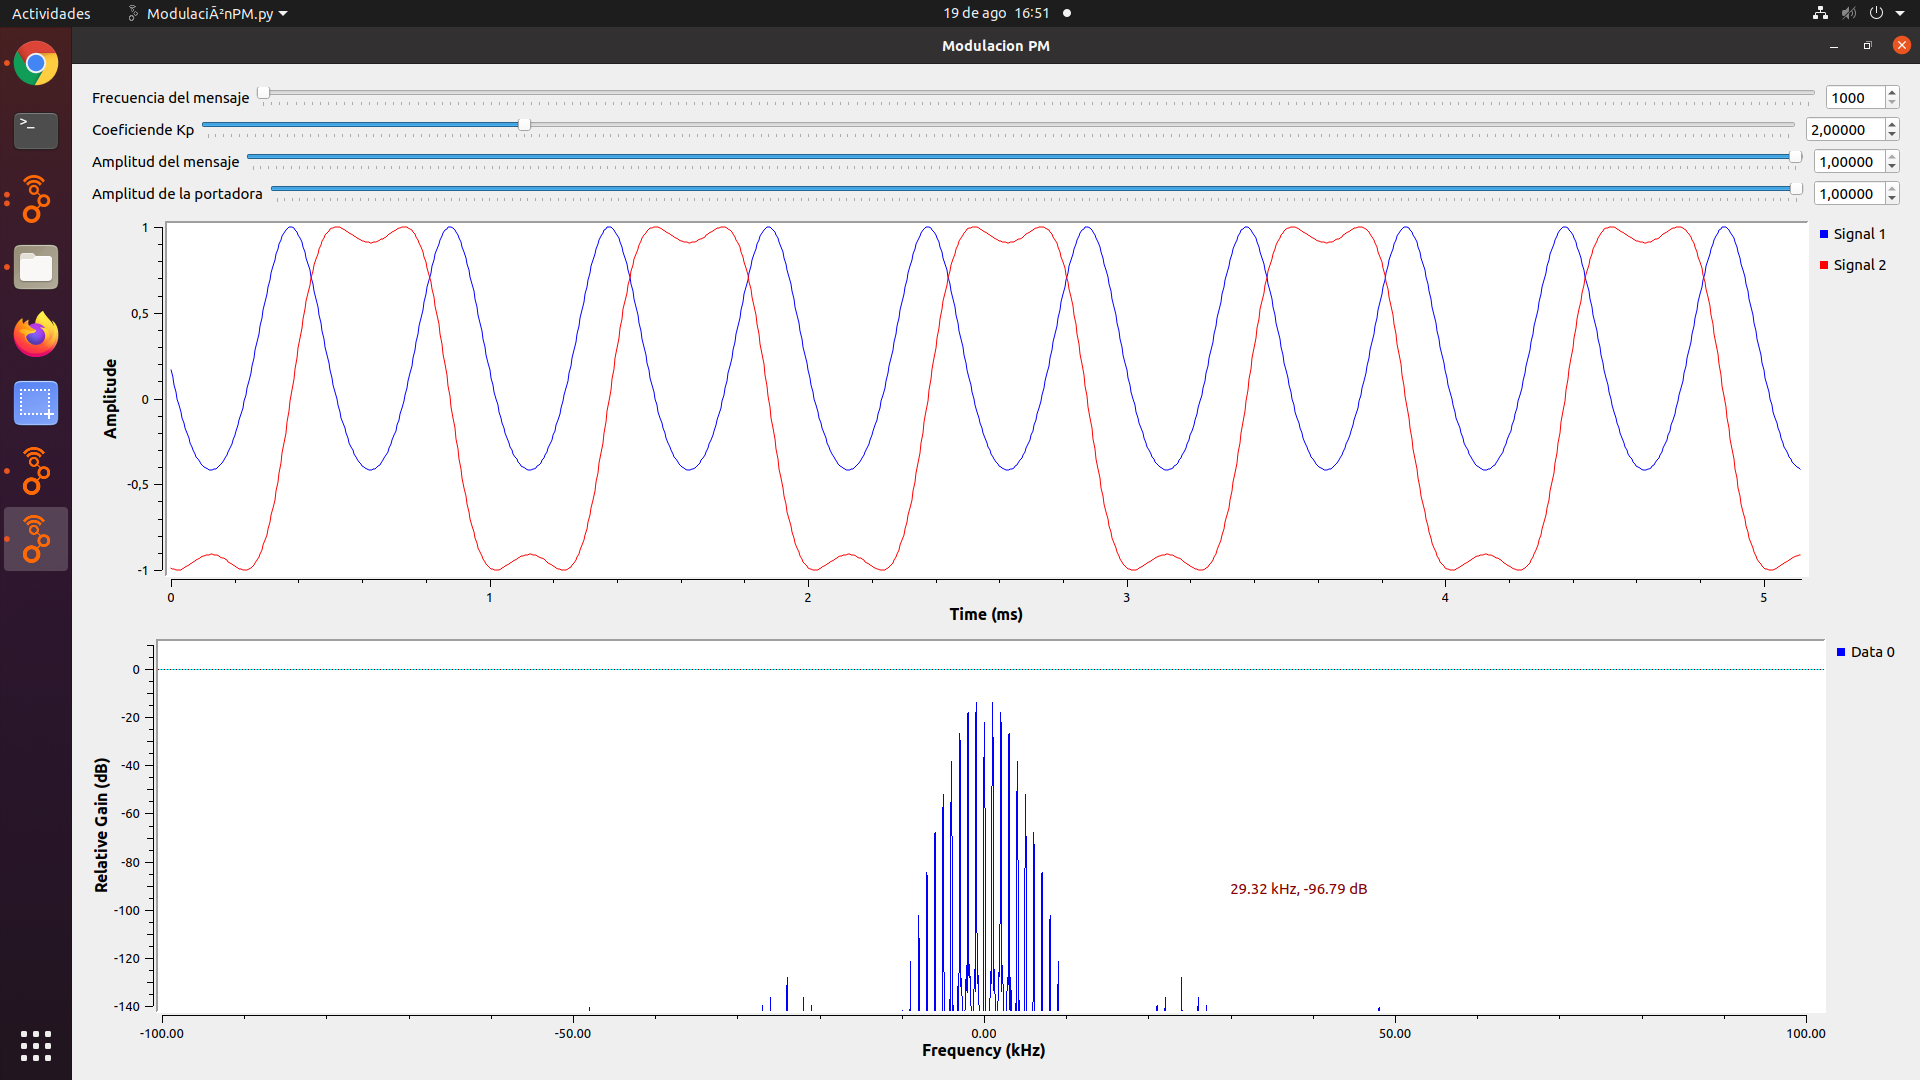 Actividades
ModulaciÃ²nPM.py
19 de ago 16:51
Modulacion PM
Frecuencia del mensaje
1000
Coeficiende Kp
2,00000
Amplitud del mensaje
1,00000
Amplitud de la portadora
1,00000
Amplitude
1
0,5
0
-0,5
-1
Signal 1
Signal 2
0 1 2 3 4 5
Time (ms)
Relative Gain (dB)
0
-20
-40
-60
-80
-100
-120
-140
Data 0
29.32 kHz, -96.79 dB
-100.00 -50.00 0.00 50.00 100.00
Frequency (kHz)